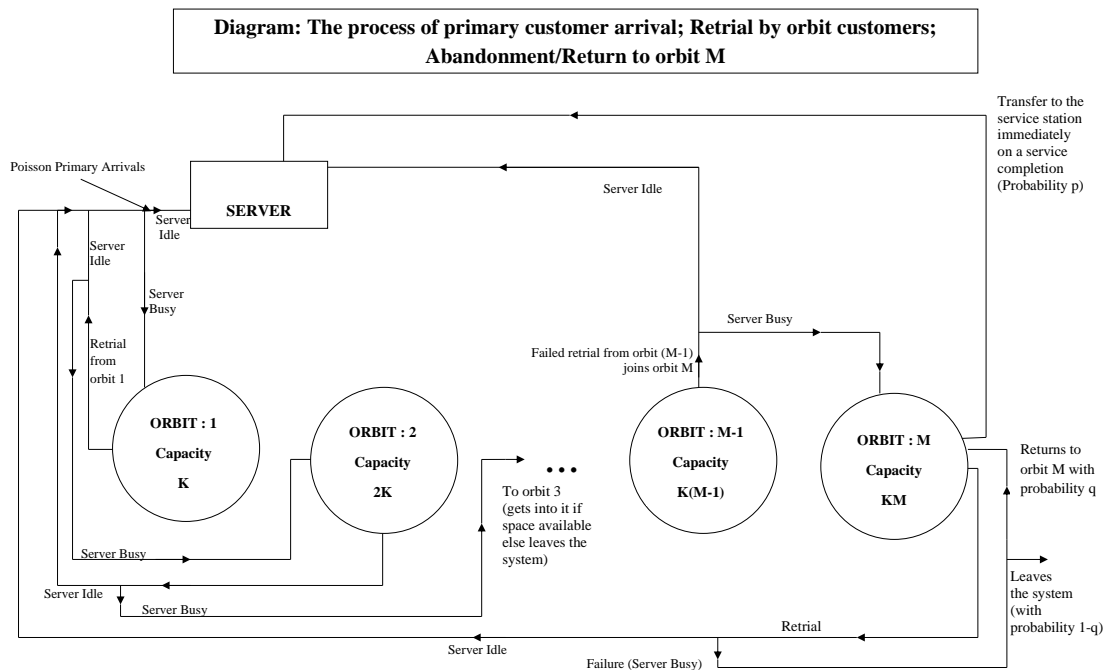 Diagram: The process of primary customer arrival; Retrial by orbit customers;
Abandonment/Return to orbit M
Transfer to the
service station
immediately
on a service
completion
(Probability p)
Poisson Primary Arrivals
SERVER
Server Idle
Server
Idle
Server
Idle
Server
Busy
Server Busy
Retrial
from
orbit 1
Failed retrial from orbit (M-1)
joins orbit M
ORBIT : 1
Capacity
K
ORBIT : 2
Capacity
2K
...
ORBIT : M-1
Capacity
K(M-1)
ORBIT : M
Capacity
KM
Returns to
orbit M with
probability q
To orbit 3
(gets into it if
space available
else leaves the
system)
Server Busy
Server Idle
Server Busy
Leaves
the system
(with
probability 1-q)
Retrial
Server Idle
Failure (Server Busy)